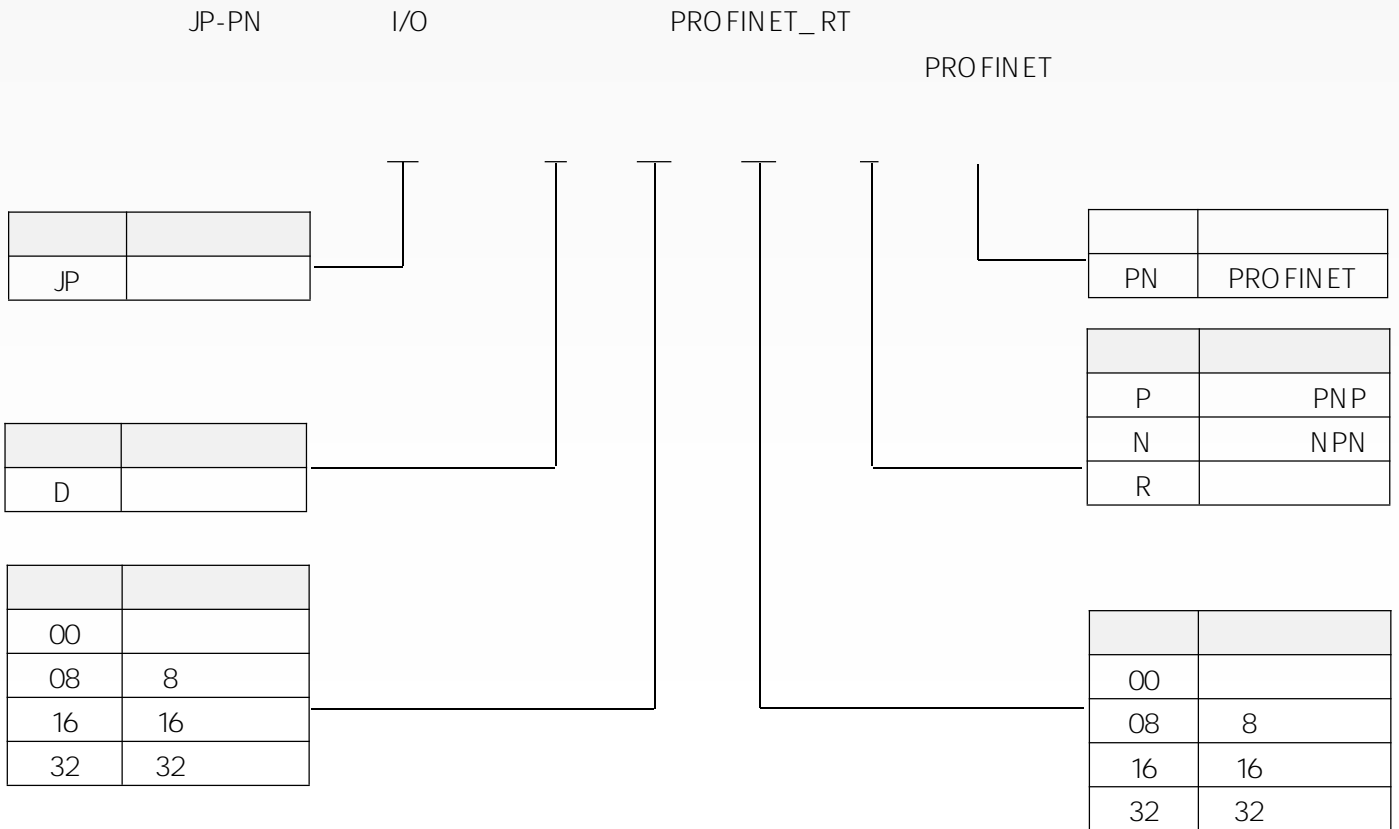 JP-PN I/O PROFINET_RT
PROFINET
JP
D
00
08 8
16 16
32 32
PN PROFINET
P PNP
N NPN
R
00
08 8
16 16
32 32